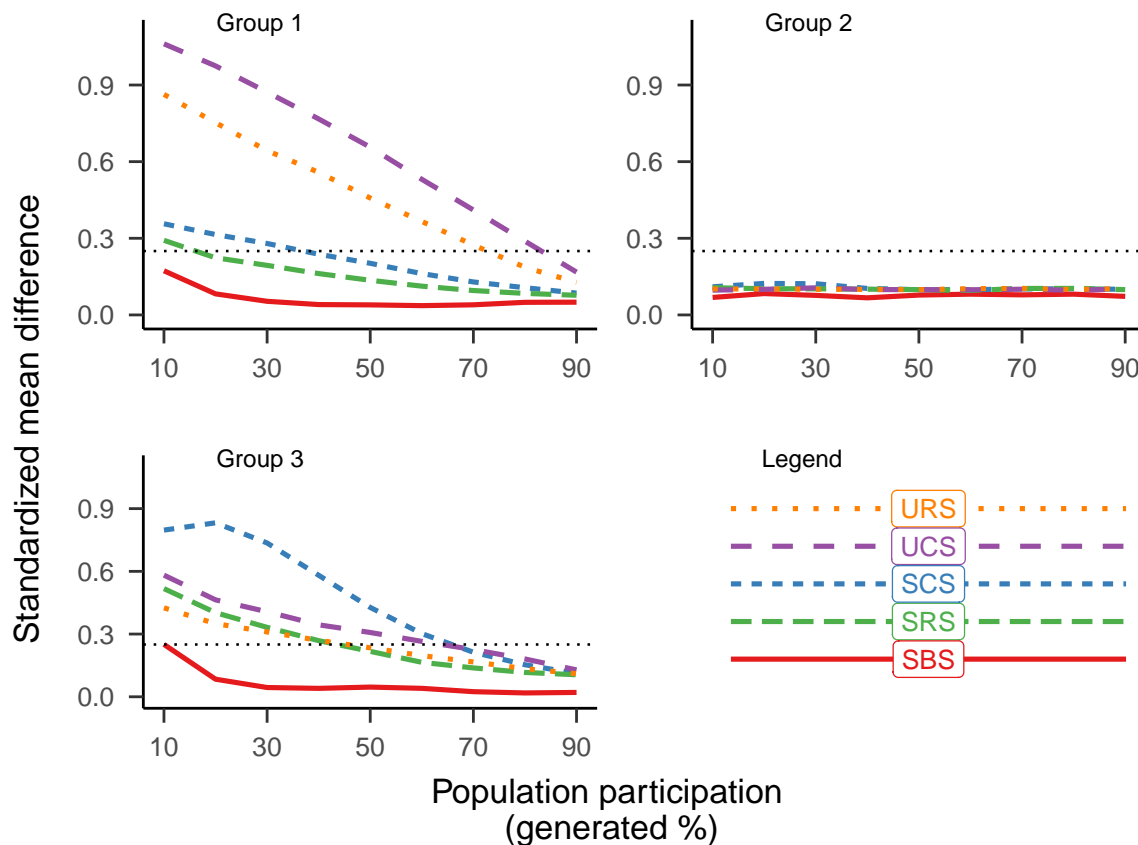 Group 1
Group 2
0.9
0.6
0.3
0.0
10 30 50 70 90
0.9
0.6
0.3
0.0
10 30 50 70 90
Standardized mean difference
Group 3
0.9
0.6
0.3
0.0
10 30 50 70 90
Legend
URS
UCS
SCS
SRS
SBS
Population participation
(generated %)